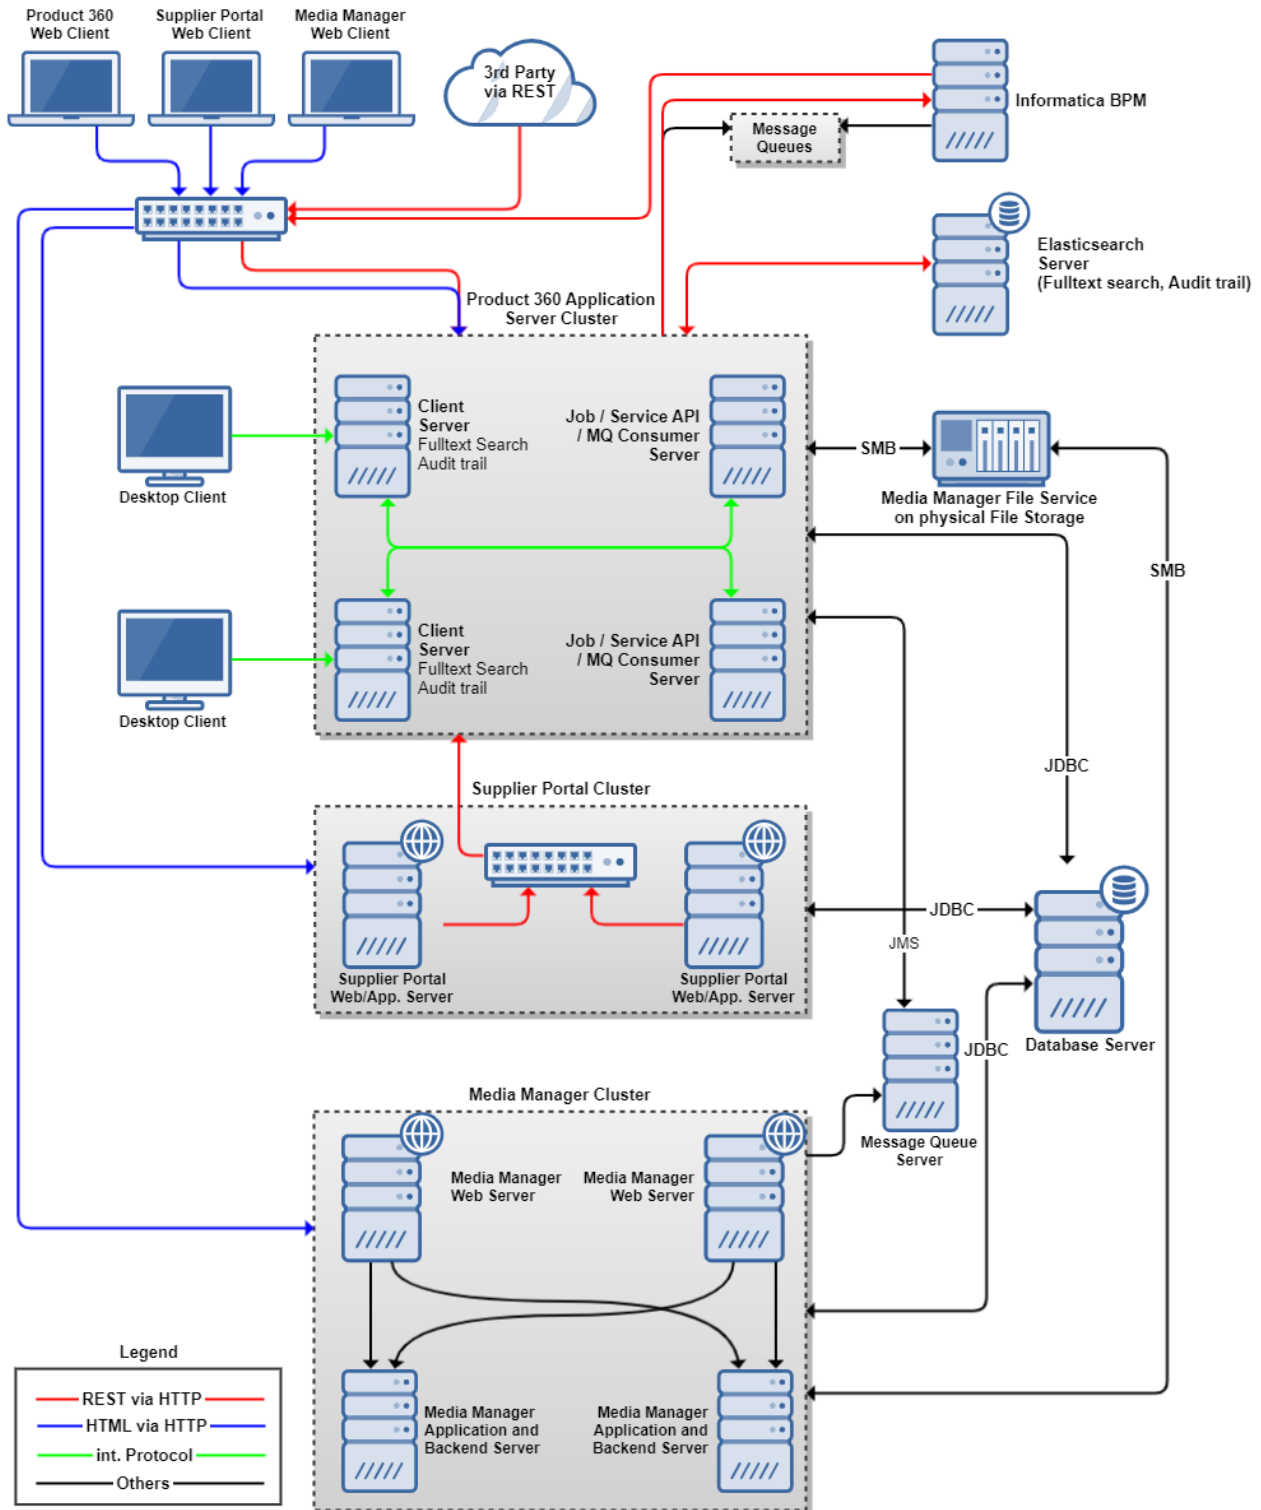 Product 360
Web Client
Supplier Portal
Web Client
Media Manager
Web Client
3rd Party
via REST
Message
Queues
Informatica BPM
Elasticsearch
Server
(Fulltext search, Audit trail)
Product 360 Application
Server Cluster
Client
Server
Fulltext Search
Audit trail
Job / Service API
/ MQ Consumer
Server
Desktop Client
SMB
Media Manager File Service
on physical File Storage
SMB
Client
Server
Fulltext Search
Audit trail
Job / Service API
/ MQ Consumer
Server
Desktop Client
JDBC
Supplier Portal Cluster
Supplier Portal
Web/App. Server
Supplier Portal
Web/App. Server
JDBC
JMS
Database Server
JDBC
Message Queue
Server
Media Manager Cluster
Media Manager
Web Server
Media Manager
Web Server
Media Manager
Application and
Backend Server
Media Manager
Application and
Backend Server
Legend
REST via HTTP
HTML via HTTP
int. Protocol
Others